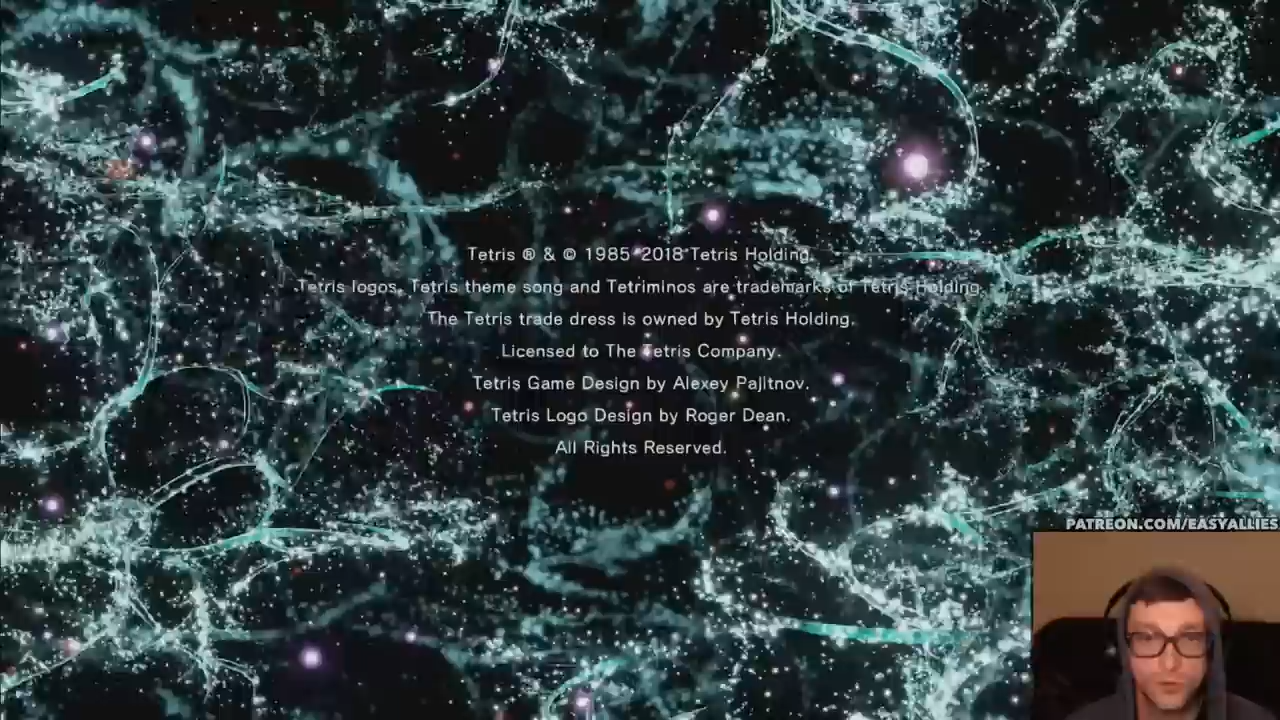 Tetris ® & © 1985~2018 Tetris Holding.
Tetris logos, Tetris theme song and Tetriminos are trademarks of Tetris Holding.
The Tetris trade dress is owned by Tetris Holding.
Licensed to The Tetris Company.
Tetris Game Design by Alexey Pajitnov.
Tetris Logo Design by Roger Dean.
All Rights Reserved.
PATREON.COM/EASYALLIES